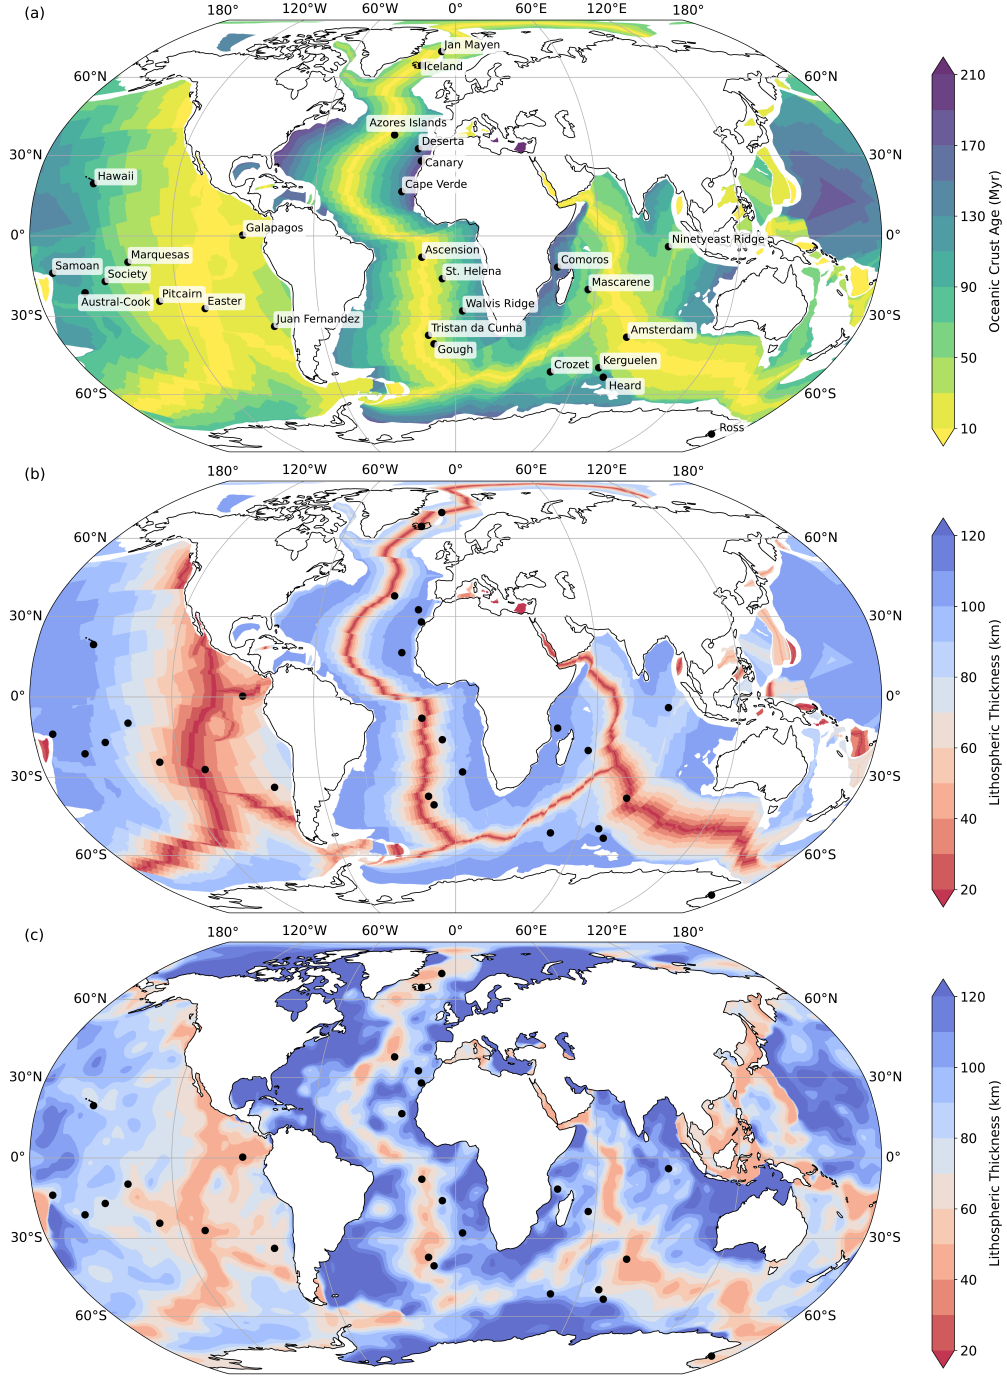 (a)
180° 120°W 60°W 0° 60°E 120°E 180°
60°N 60°N
30°N 30°N
0° 0°
30°S 30°S
60°S 60°S
Jan Mayen
Iceland
Azores Islands
Deserta
Canary
Hawaii
Cape Verde
Galapagos
Ninetyeast Ridge
Marquesas
Ascension
Comoros
Samoan
Society
St. Helena
Mascarene
Pitcairn
Austral-Cook
Easter
Walvis Ridge
Juan Fernandez
Tristan da Cunha
Amsterdam
Gough
Crozet
Kerguelen
Heard
Ross
210
170
130
90
50
10
Oceanic Crust Age (Myr)
(b)
180° 120°W 60°W 0° 60°E 120°E 180°
60°N 60°N
30°N 30°N
0° 0°
30°S 30°S
60°S 60°S
120
100
80
60
40
20
Lithospheric Thickness (km)
(c)
180° 120°W 60°W 0° 60°E 120°E 180°
60°N 60°N
30°N 30°N
0° 0°
30°S 30°S
60°S 60°S
120
100
80
60
40
20
Lithospheric Thickness (km)